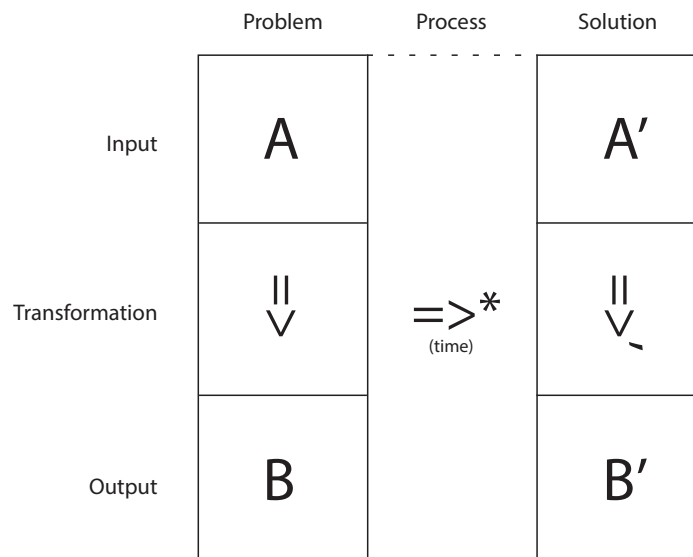 Problem Process Solution
Input A A′
Transformation => =>* =>′
(time)
Output B B′